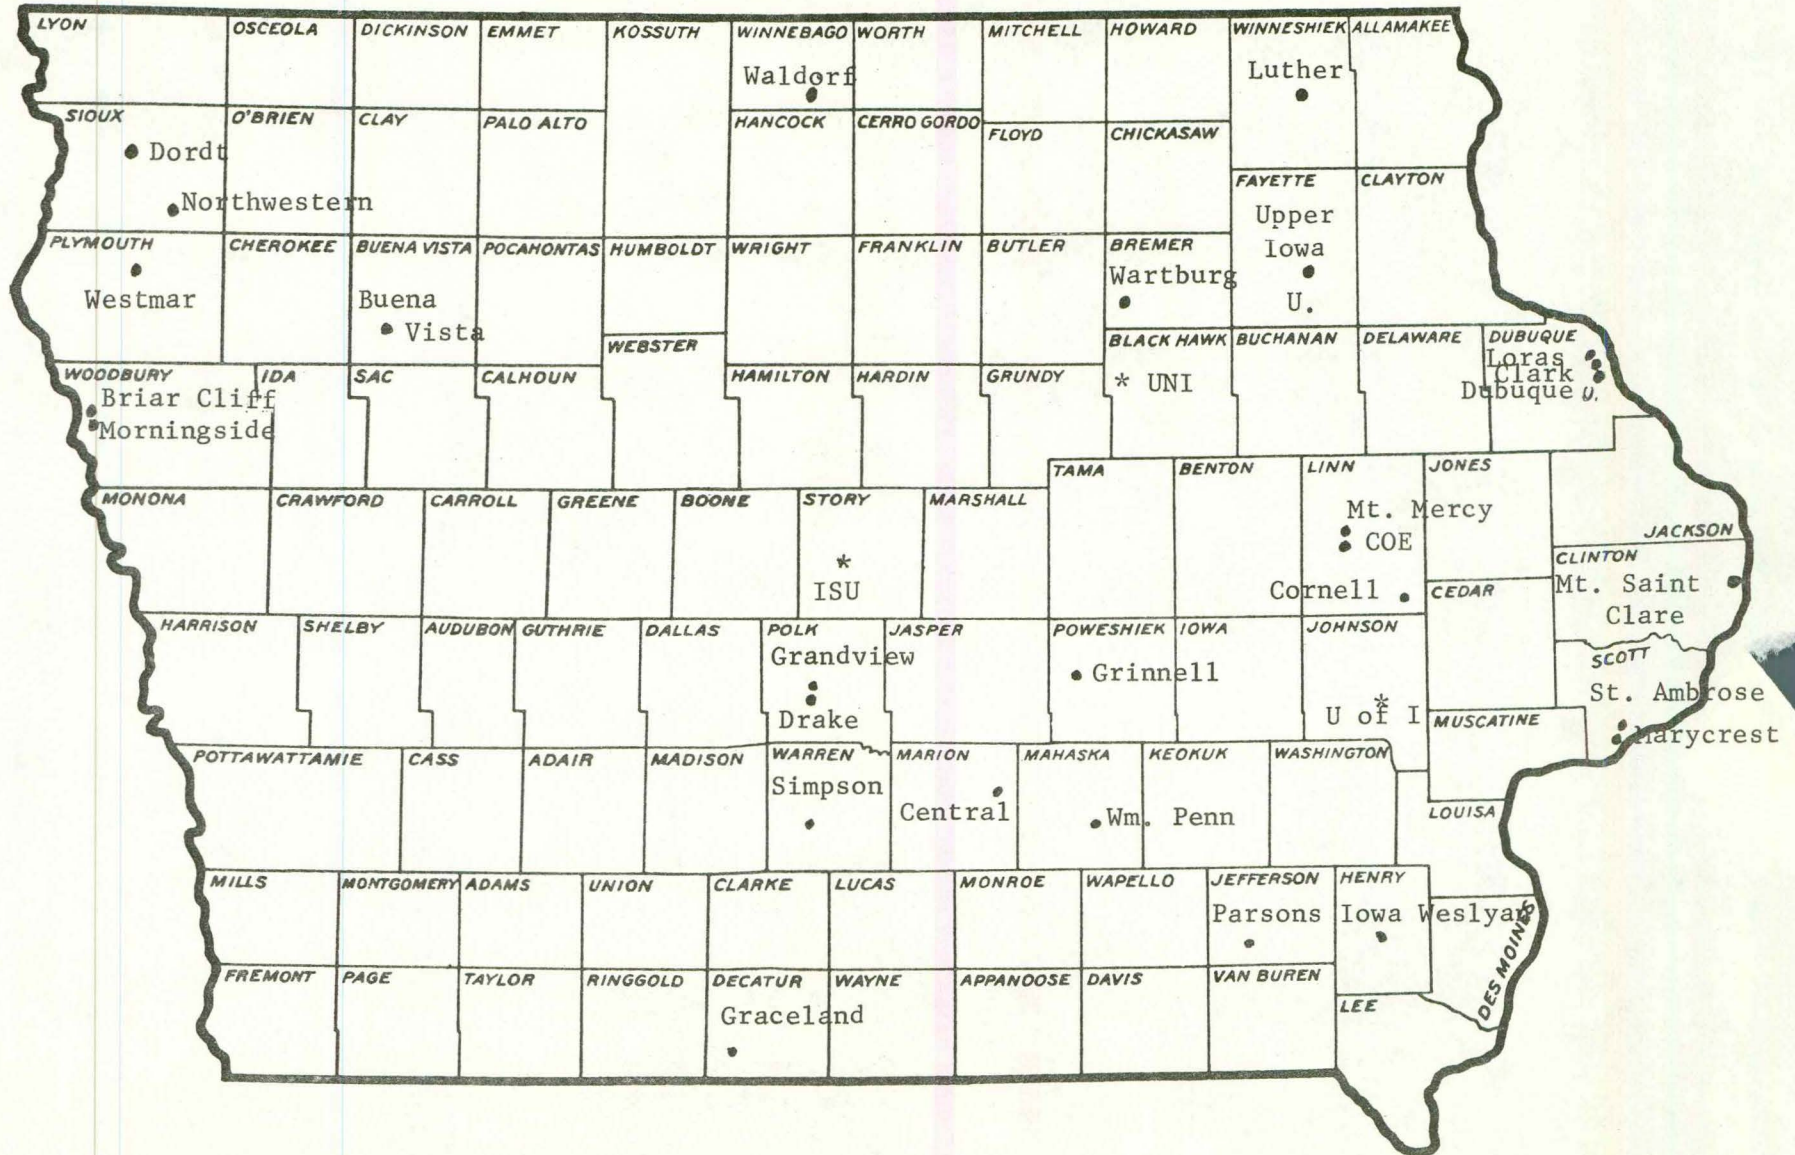 LYON OSCEOLA DICKINSON EMMET KOSSUTH WINNEBAGO WORTH MITCHELL HOWARD WINNESHIEK ALLAMAKEE
Waldorf Luther
SIOUX O'BRIEN CLAY PALO ALTO HANCOCK CERRO GORDO FLOYD CHICKASAW
Dordt
Northwestern
FAYETTE CLAYTON
Upper
Iowa
U.
PLYMOUTH CHEROKEE BUENA VISTA POCAHONTAS HUMBOLDT WRIGHT FRANKLIN BUTLER BREMER
Westmar
Buena
Vista
Wartburg
WEBSTER
BLACK HAWK BUCHANAN DELAWARE DUBUQUE
* UNI
Loras
Clark
Dubuque U.
WOODBURY IDA SAC CALHOUN HAMILTON HARDIN GRUNDY
Briar Cliff
Morningside
TAMA BENTON LINN JONES
Mt. Mercy
COE
Cornell
JACKSON
MONONA CRAWFORD CARROLL GREENE BOONE STORY MARSHALL
*
ISU
CLINTON
Mt. Saint
Clare
CEDAR
HARRISON SHELBY AUDUBON GUTHRIE DALLAS POLK JASPER POWESHIEK IOWA JOHNSON
Grandview
Drake
Grinnell
*
U of I
SCOTT
St. Ambrose
Marycrest
MUSCATINE
POTTAWATTAMIE CASS ADAIR MADISON WARREN MARION MAHASKA KEOKUK WASHINGTON
Simpson
Central
Wm. Penn
LOUISA
MILLS MONTGOMERY ADAMS UNION CLARKE LUCAS MONROE WAPELLO JEFFERSON HENRY
Parsons
Iowa Weslyan
DES MOINES
FREMONT PAGE TAYLOR RINGGOLD DECATUR WAYNE APPANOOSE DAVIS VAN BUREN
Graceland
LEE